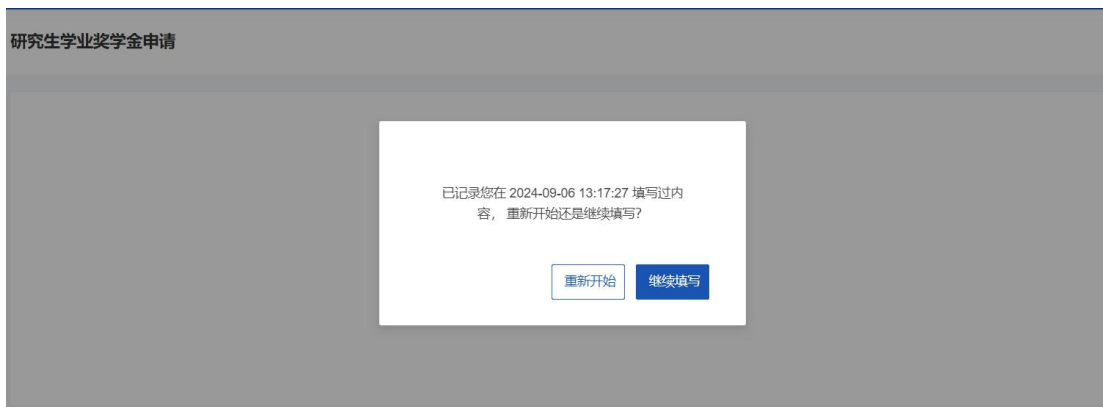 研究生学业奖学金申请
已记录您在 2024-09-06 13:17:27 填写过内
容， 重新开始还是继续填写？
重新开始
继续填写